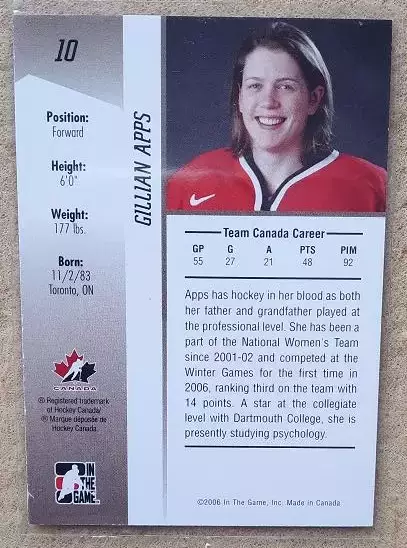 10
Position:
Forward
Height:
6'0"
Weight:
177 lbs.
Born:
11/2/83
Toronto, ON
CANADA
® Registered trademark
of Hockey Canada/
® Marque déposée de
Hockey Canada
IN
THE
GAME
GILLIAN APPS
Team Canada Career
GP G A PTS PIM
55 27 21 48 92
Apps has hockey in her blood as both
her father and grandfather played at
the professional level. She has been a
part of the National Women's Team
since 2001-02 and competed at the
Winter Games for the first time in
2006, ranking third on the team with
14 points. A star at the collegiate
level with Dartmouth College, she is
presently studying psychology.
©2006 In The Game, Inc. Made in Canada